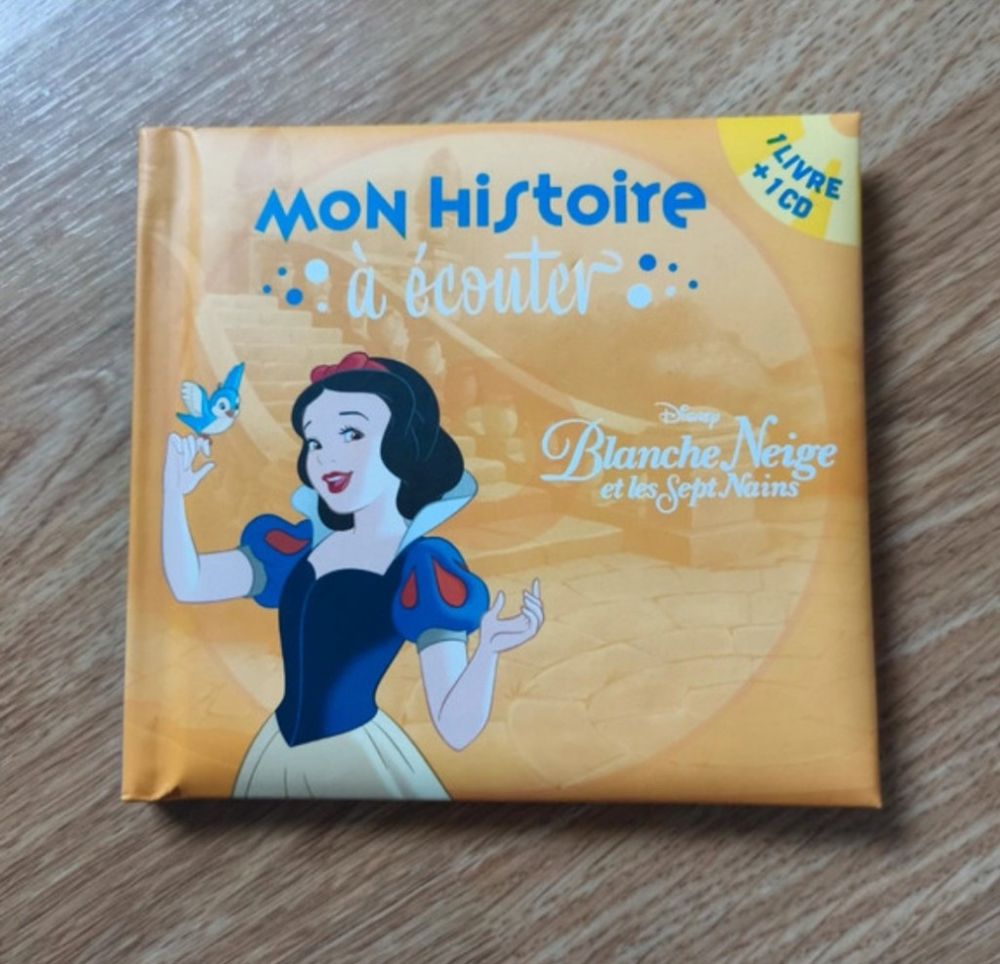 1 LIVRE
+ 1 CD
MON HISTOIRE
à écouter
Disney
Blanche Neige
et les Sept Nains